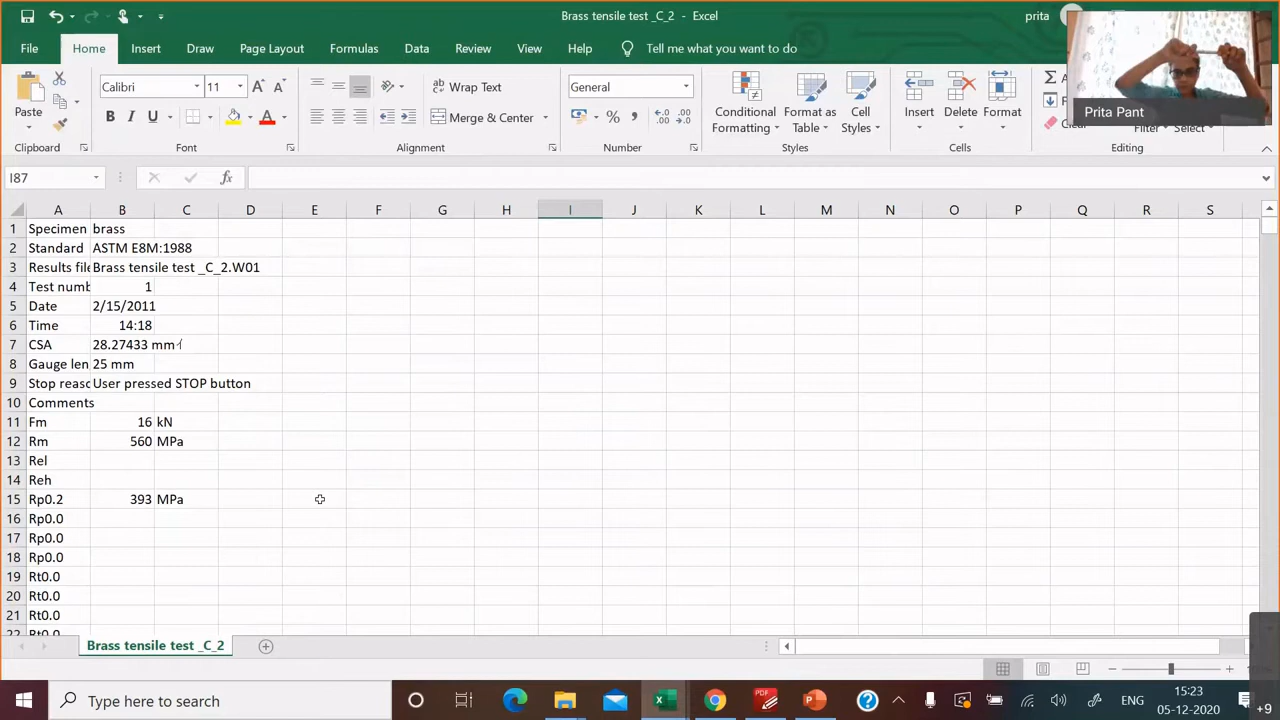 Brass tensile test _C_2 - Excel
prita
File Home Insert Draw Page Layout Formulas Data Review View Help Tell me what you want to do
Prita Pant
Paste
Calibri 11
Wrap Text
General
B I U
Merge & Center
Conditional Formatting
Format as Table
Cell Styles
Insert Delete Format
Clipboard Font Alignment Number Styles Cells Editing
I87
fx
A B C D E F G H I J K L M N O P Q R S
1 Specimen brass
2 Standard ASTM E8M:1988
3 Results file Brass tensile test _C_2.W01
4 Test numb 1
5 Date 2/15/2011
6 Time 14:18
7 CSA 28.27433 mm
8 Gauge len 25 mm
9 Stop reaso User pressed STOP button
10 Comments
11 Fm 16 kN
12 Rm 560 MPa
13 Rel
14 Reh
15 Rp0.2 393 MPa
16 Rp0.0
17 Rp0.0
18 Rp0.0
19 Rt0.0
20 Rt0.0
21 Rt0.0
22 Rt0.0
Brass tensile test _C_2
Type here to search
ENG
15:23
05-12-2020
+9